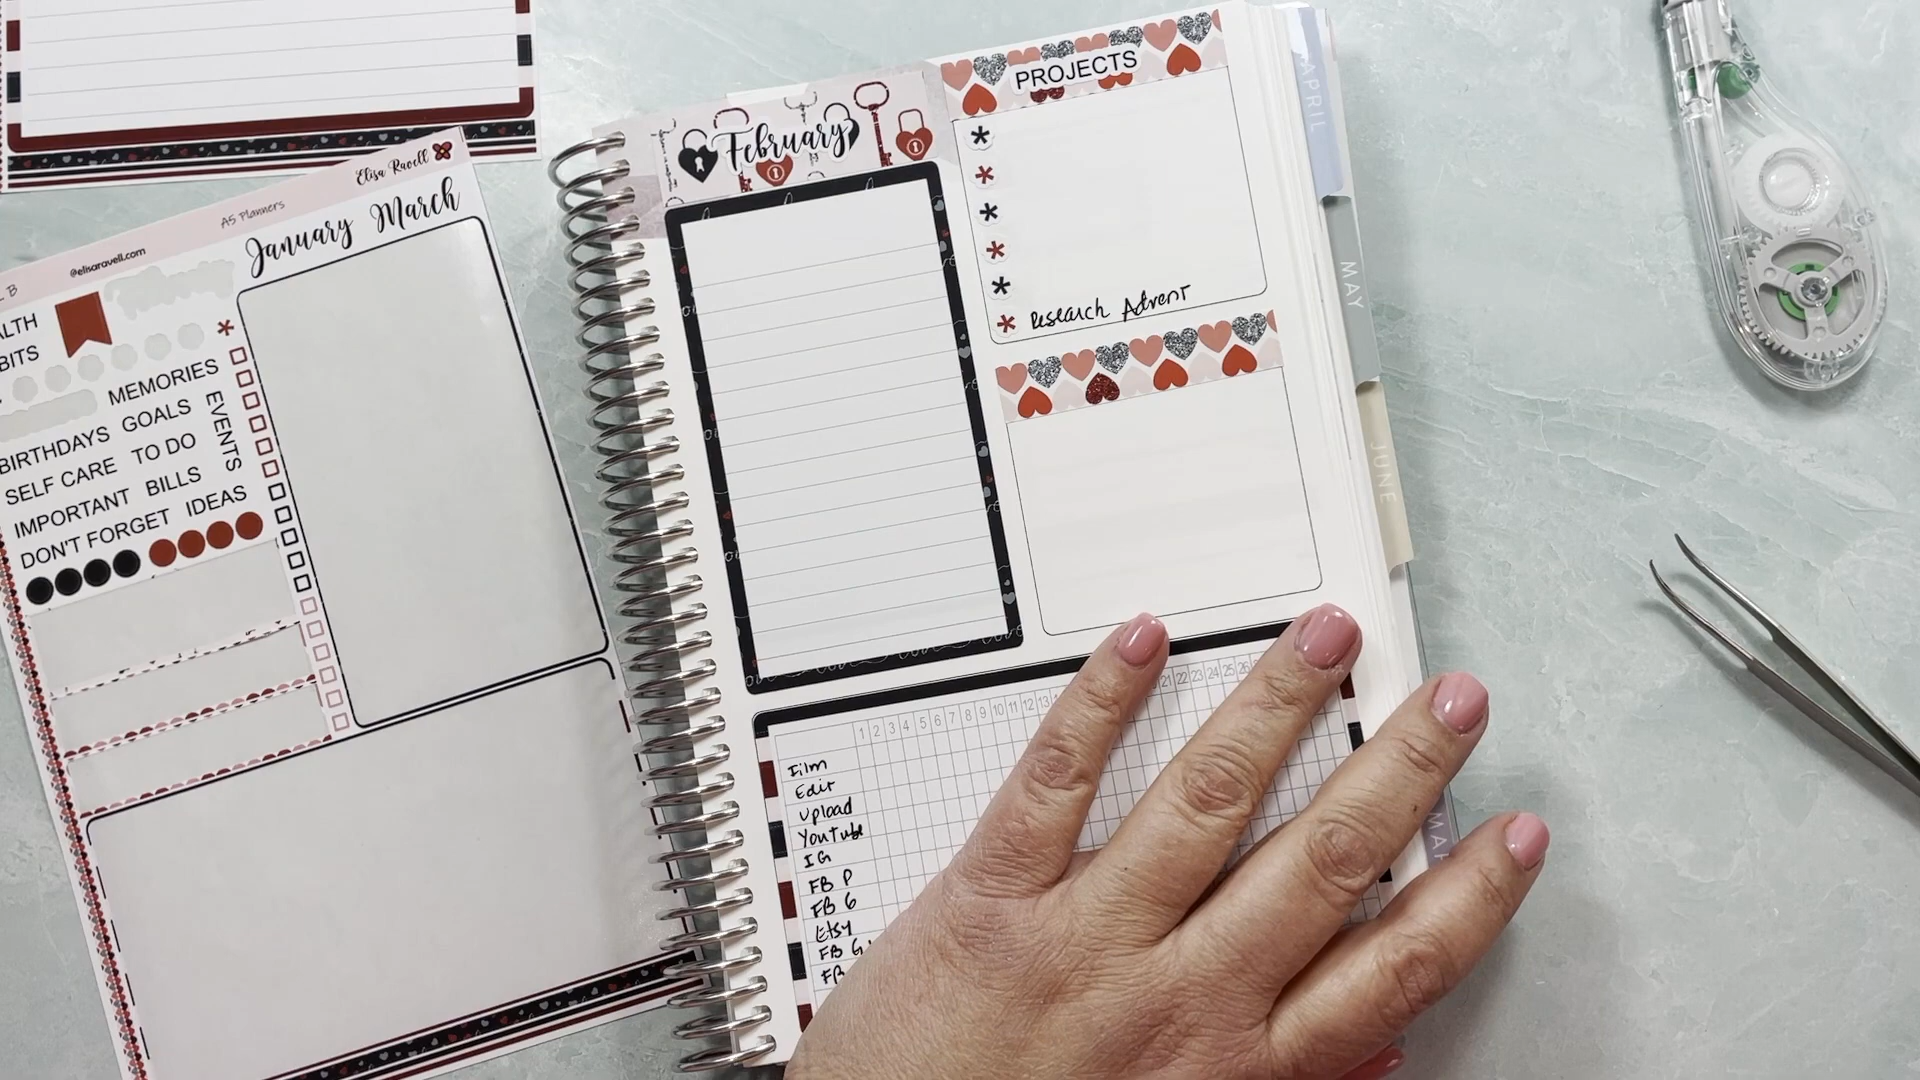 Elisa Ravell
A5 Planners
@elisaravell.com
January March
B
MEMORIES
BIRTHDAYS GOALS
EVENTS
SELF CARE TO DO
IMPORTANT BILLS
DON'T FORGET IDEAS
February
PROJECTS
*
*
*
*
*
* Research Advent
1 2 3 4 5 6 7 8 9 10 11 12 13 21 22 23 24 25 26
Film
Edit
Upload
YouTube
IG
FB P
FB G
Etsy
FB G
FB
APRIL
MAY
JUNE